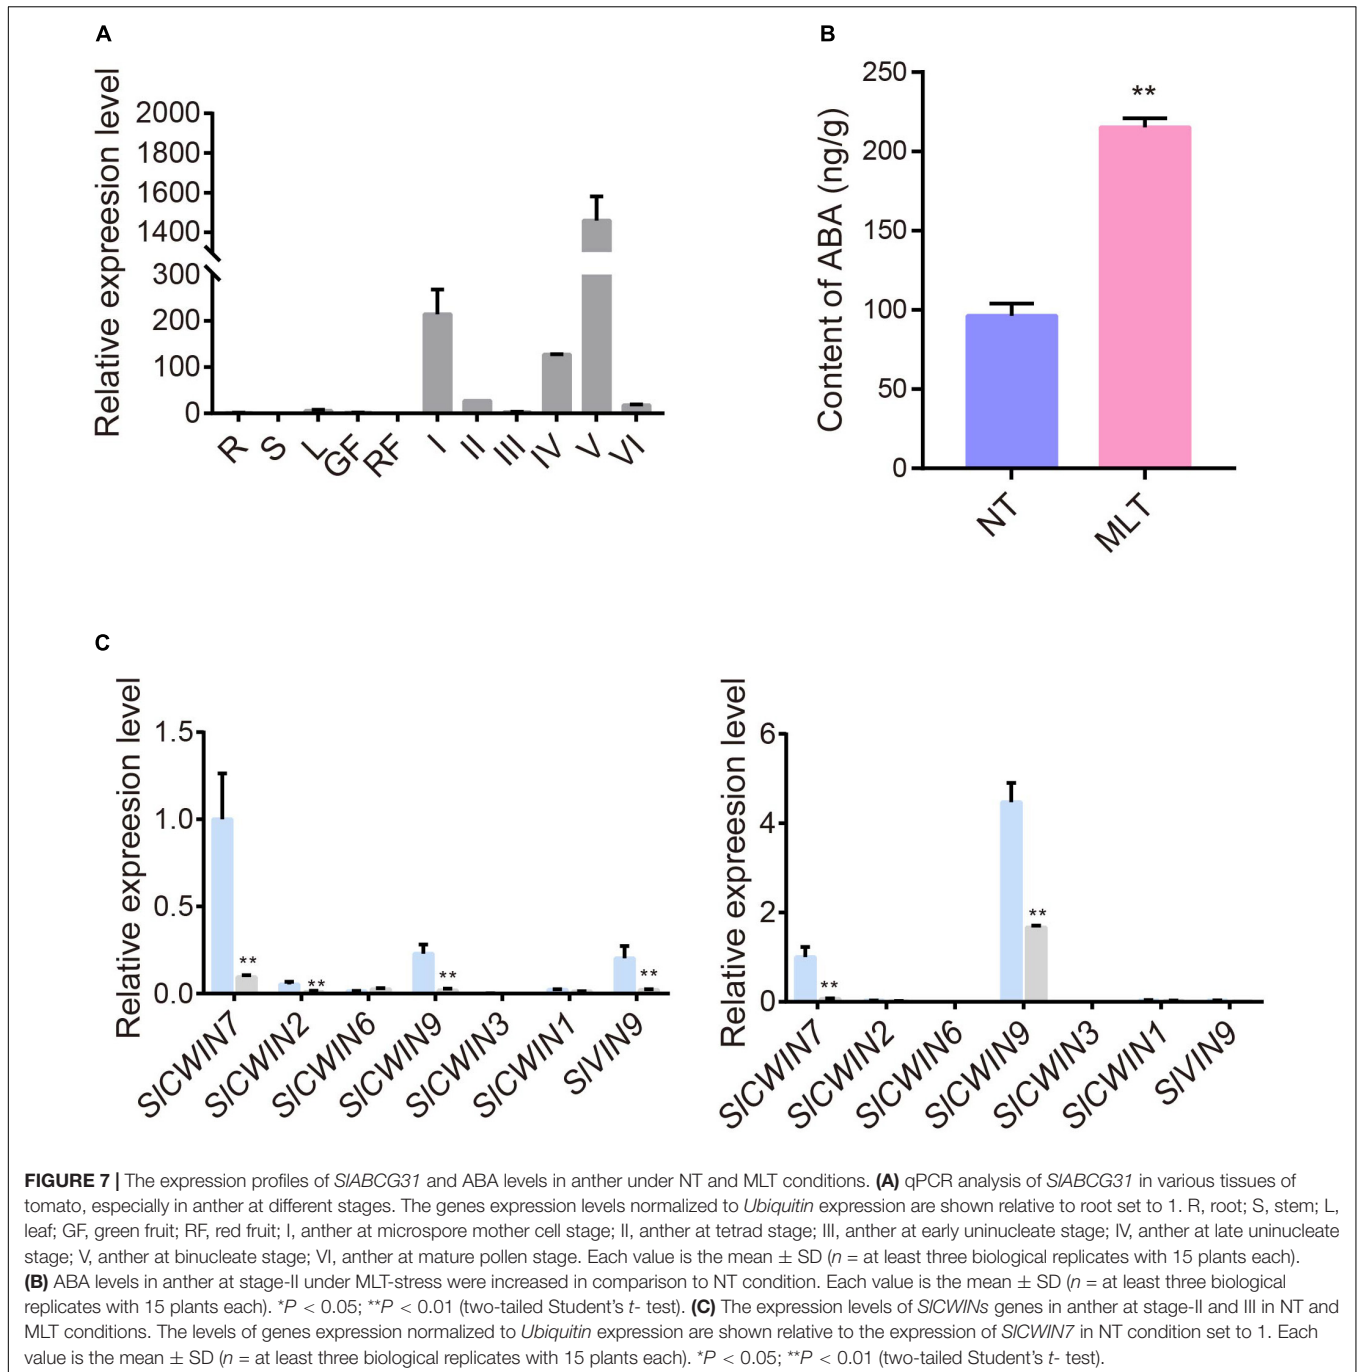 A
Relative expreesion level
2000
1800
1600
1400
300
200
100
0
R
S
L
GF
RF
I
II
III
IV
V
VI
B
Content of ABA (ng/g)
250
200
150
100
50
0
**
NT
MLT
C
Relative expreesion level
1.5
1.0
0.5
0.0
**
**
**
**
SlCWIN7
SlCWIN2
SlCWIN6
SlCWIN9
SlCWIN3
SlCWIN1
SlVIN9
Relative expreesion level
6
4
2
0
**
**
SlCWIN7
SlCWIN2
SlCWIN6
SlCWIN9
SlCWIN3
SlCWIN1
SlVIN9
FIGURE 7 | The expression profiles of SlABCG31 and ABA levels in anther under NT and MLT conditions. (A) qPCR analysis of SlABCG31 in various tissues of
tomato, especially in anther at different stages. The genes expression levels normalized to Ubiquitin expression are shown relative to root set to 1. R, root; S, stem; L,
leaf; GF, green fruit; RF, red fruit; I, anther at microspore mother cell stage; II, anther at tetrad stage; III, anther at early uninucleate stage; IV, anther at late uninucleate
stage; V, anther at binucleate stage; VI, anther at mature pollen stage. Each value is the mean ± SD (n = at least three biological replicates with 15 plants each).
(B) ABA levels in anther at stage-II under MLT-stress were increased in comparison to NT condition. Each value is the mean ± SD (n = at least three biological
replicates with 15 plants each). *P < 0.05; **P < 0.01 (two-tailed Student's t- test). (C) The expression levels of SlCWINs genes in anther at stage-II and III in NT and
MLT conditions. The levels of genes expression normalized to Ubiquitin expression are shown relative to the expression of SlCWIN7 in NT condition set to 1. Each
value is the mean ± SD (n = at least three biological replicates with 15 plants each). *P < 0.05; **P < 0.01 (two-tailed Student's t- test).